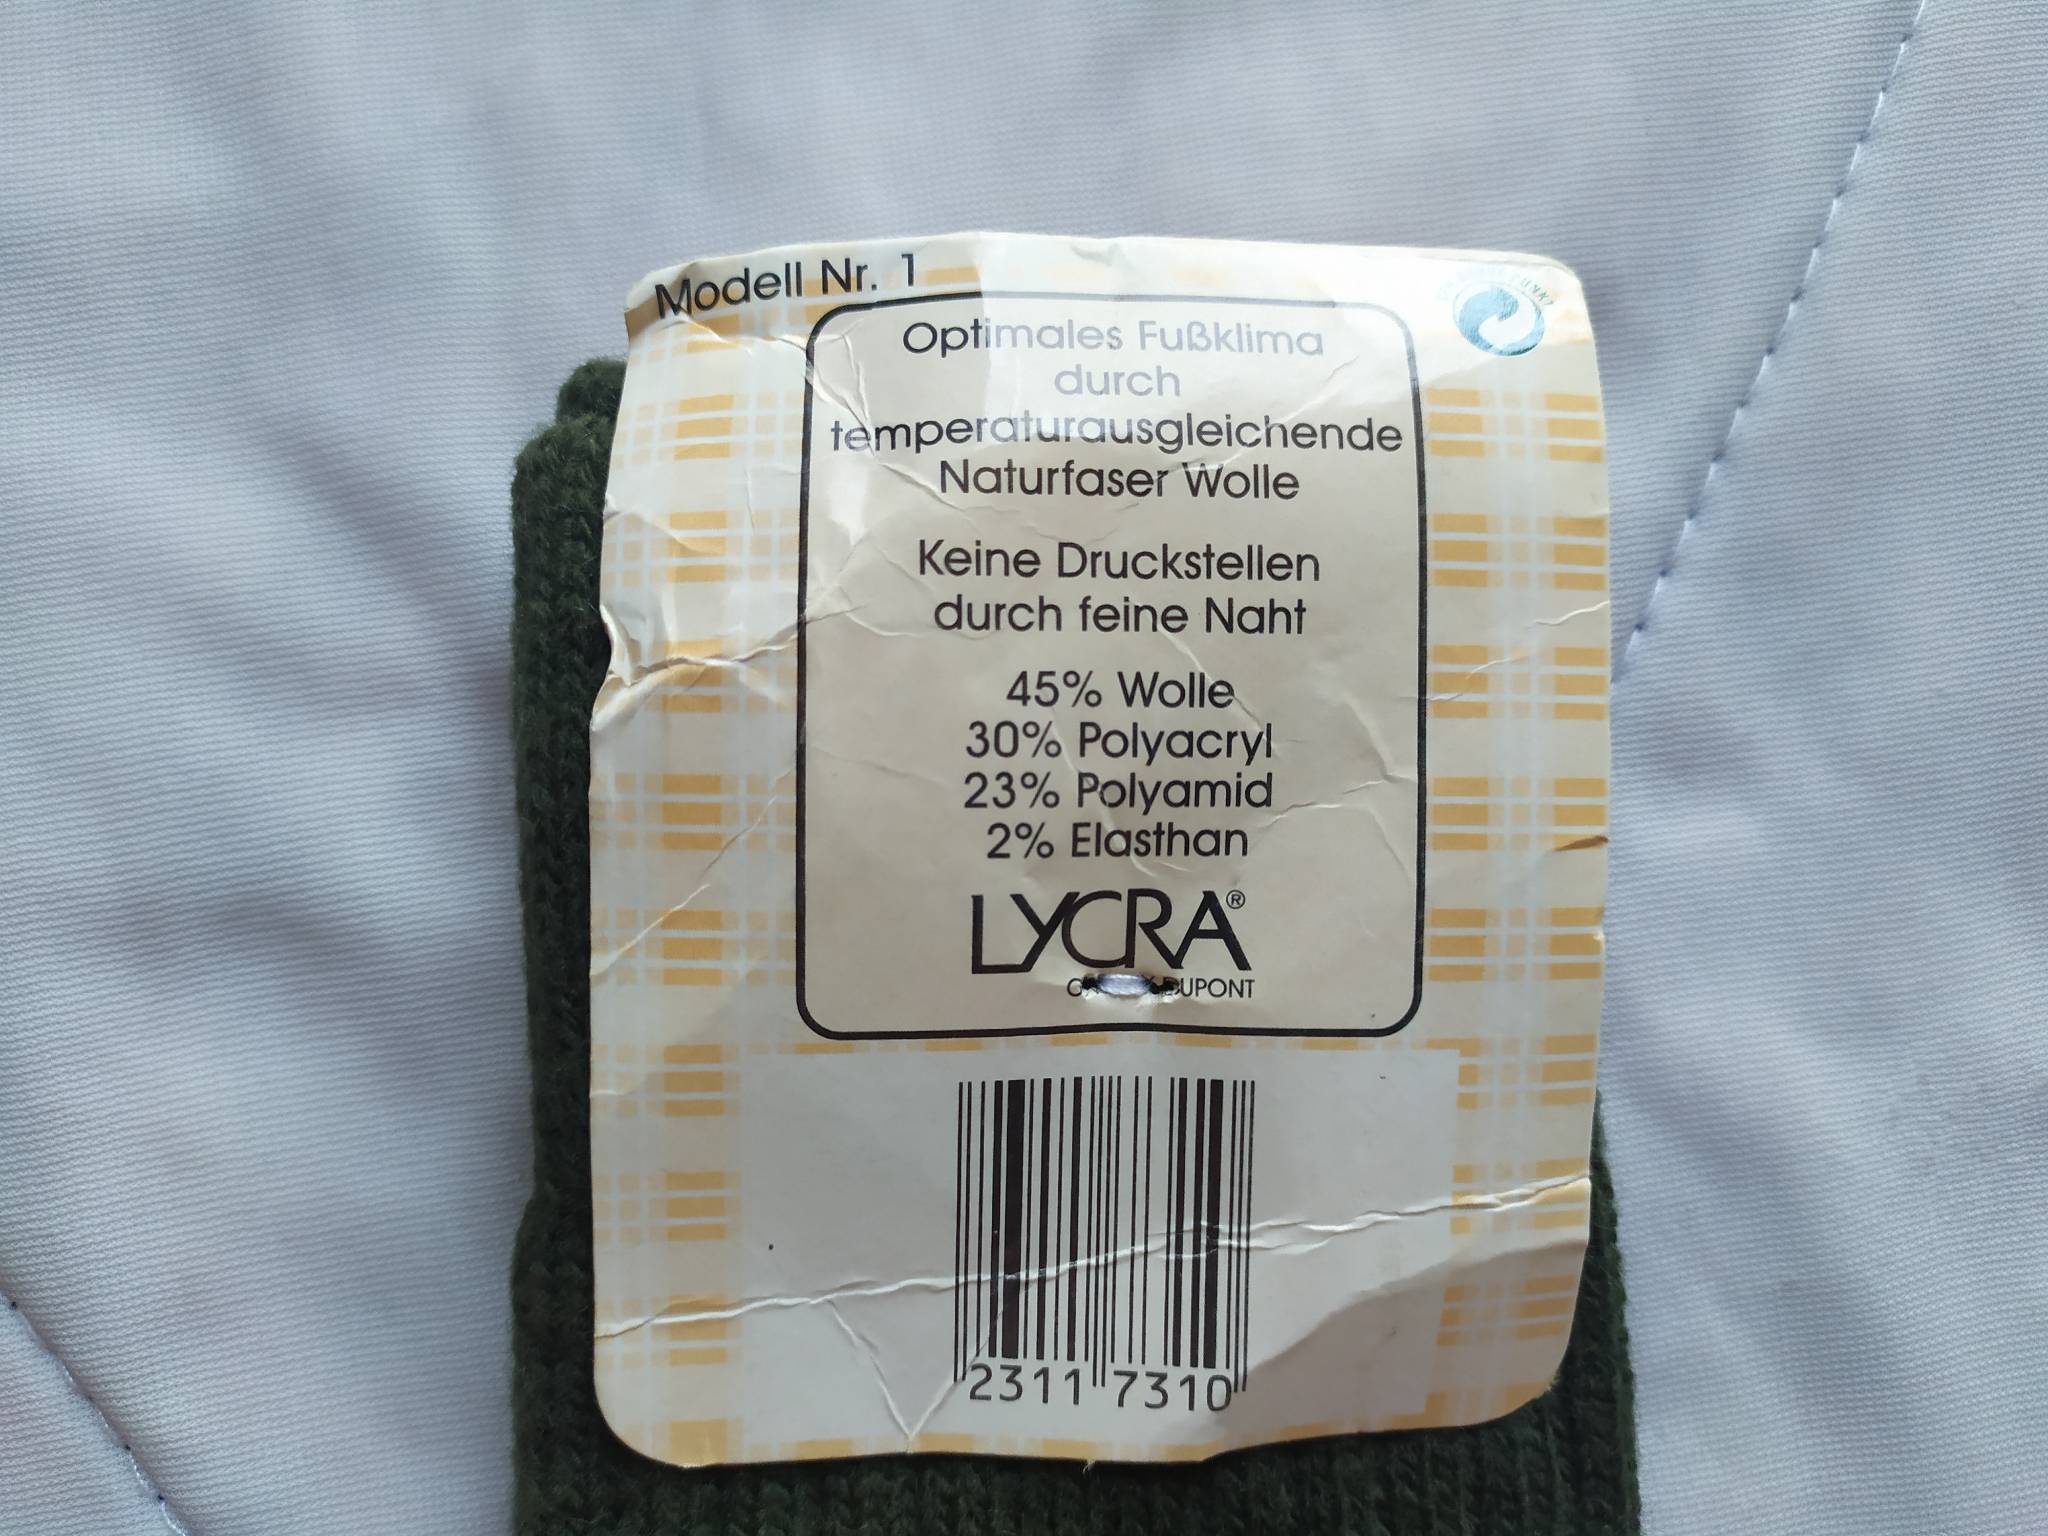 Modell Nr. 1
Optimales Fußklima
durch
temperaturausgleichende
Naturfaser Wolle
Keine Druckstellen
durch feine Naht
45% Wolle
30% Polyacryl
23% Polyamid
2% Elasthan
LYCRA®
DUPONT
2311 7310